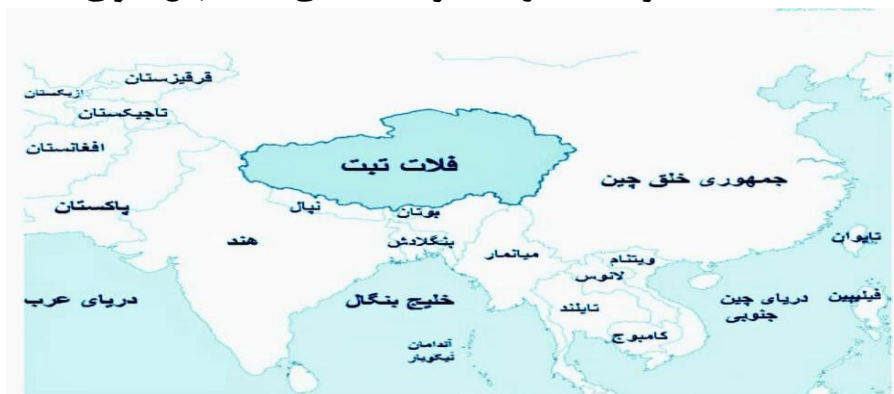 قرقیزستان
ازبکستان
تاجیکستان
افغانستان
فلات تبت
جمهوری خلق چین
پاکستان
نپال
بوتان
هند
بنگلادش
میانمار
ویتنام
لائوس
تایوان
دریای عرب
خلیج بنگال
تایلند
دریای چین
جنوبی
فیلیپین
کامبوج
آندامان
نیکوبار